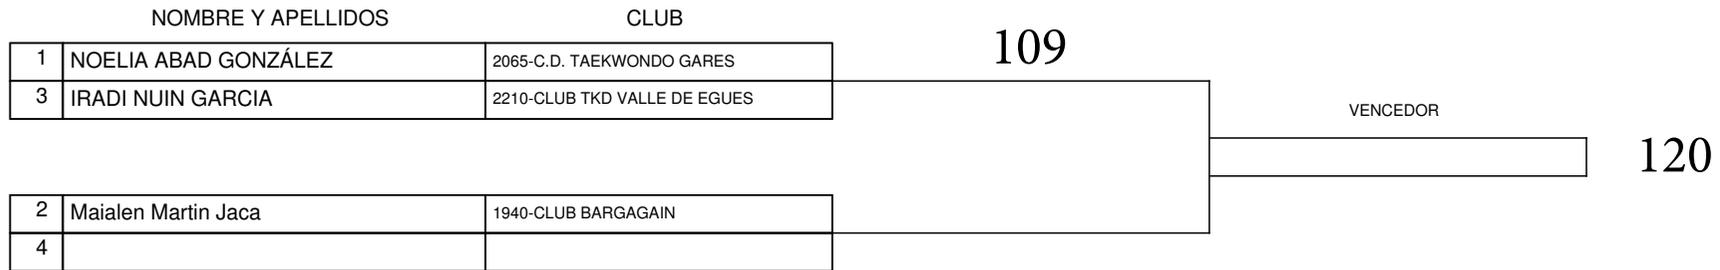 NOMBRE Y APELLIDOS CLUB
109
1 NOELIA ABAD GONZÁLEZ 2065-C.D. TAEKWONDO GARES
3 IRADI NUIN GARCIA 2210-CLUB TKD VALLE DE EGUES
VENCEDOR
120
2 Maialen Martin Jaca 1940-CLUB BARGAGAIN
4